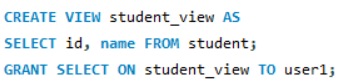 CREATE VIEW student_view AS
SELECT id, name FROM student;
GRANT SELECT ON student_view TO user1;